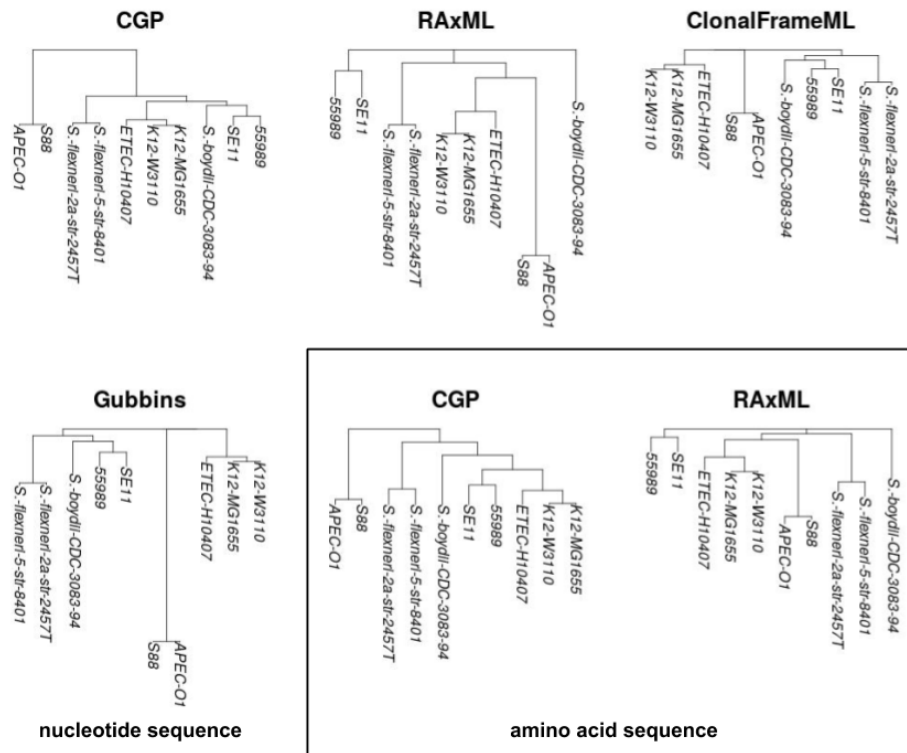 CGP
APEC-O1
S88
S.-flexneri-2a-str-2457T
S.-flexneri-5-str-8401
ETEC-H10407
K12-W3110
K12-MG1655
S.-boydii-CDC-3083-94
SE11
55989
RAxML
55989
SE11
S.-flexneri-5-str-8401
S.-flexneri-2a-str-2457T
K12-W3110
K12-MG1655
ETEC-H10407
S88
APEC-O1
S.-boydii-CDC-3083-94
ClonalFrameML
K12-W3110
K12-MG1655
ETEC-H10407
S88
APEC-O1
S.-boydii-CDC-3083-94
55989
SE11
S.-flexneri-5-str-8401
S.-flexneri-2a-str-2457T
Gubbins
S.-flexneri-5-str-8401
S.-flexneri-2a-str-2457T
S.-boydii-CDC-3083-94
55989
SE11
S88
APEC-O1
ETEC-H10407
K12-MG1655
K12-W3110
nucleotide sequence
CGP
APEC-O1
S88
S.-flexneri-2a-str-2457T
S.-flexneri-5-str-8401
S.-boydii-CDC-3083-94
SE11
55989
ETEC-H10407
K12-W3110
K12-MG1655
RAxML
55989
SE11
ETEC-H10407
K12-MG1655
K12-W3110
APEC-O1
S88
S.-flexneri-2a-str-2457T
S.-flexneri-5-str-8401
S.-boydii-CDC-3083-94
amino acid sequence